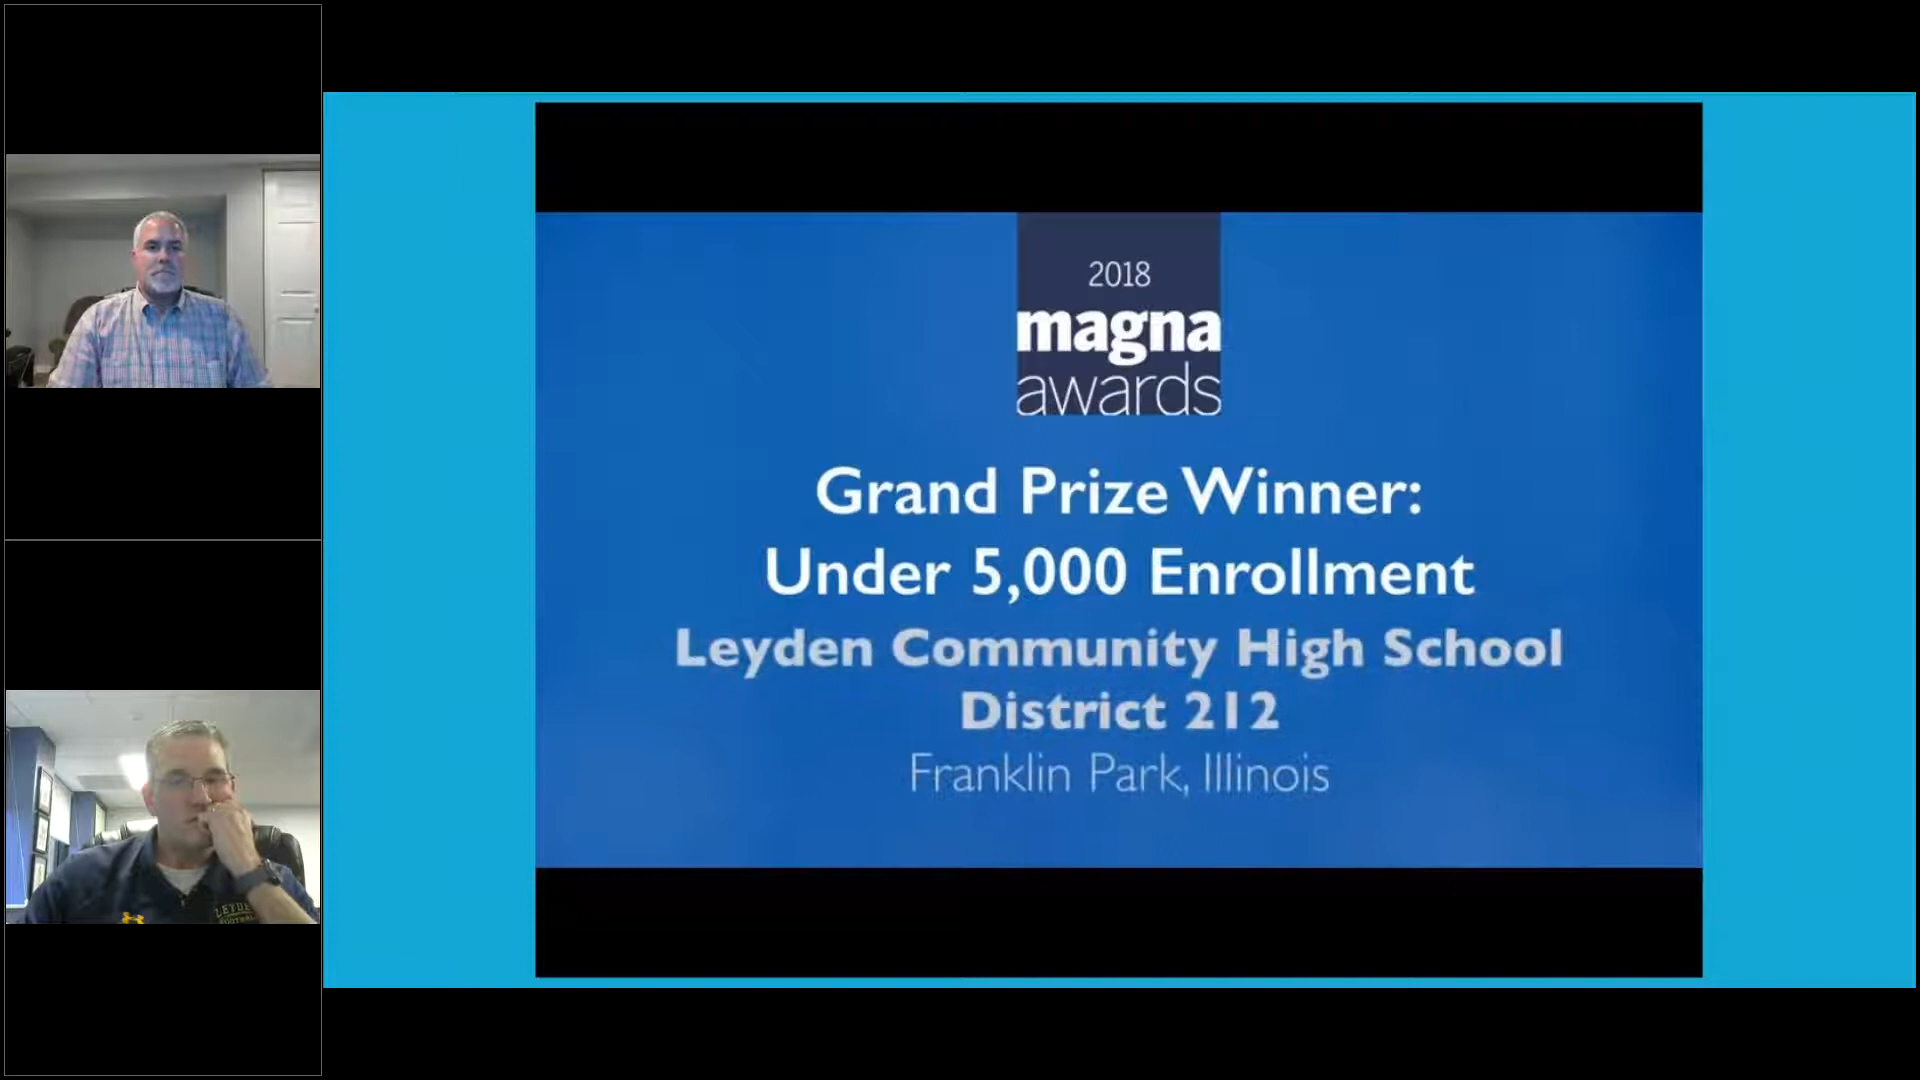 2018
magna
awards
Grand Prize Winner:
Under 5,000 Enrollment
Leyden Community High School
District 212
Franklin Park, Illinois